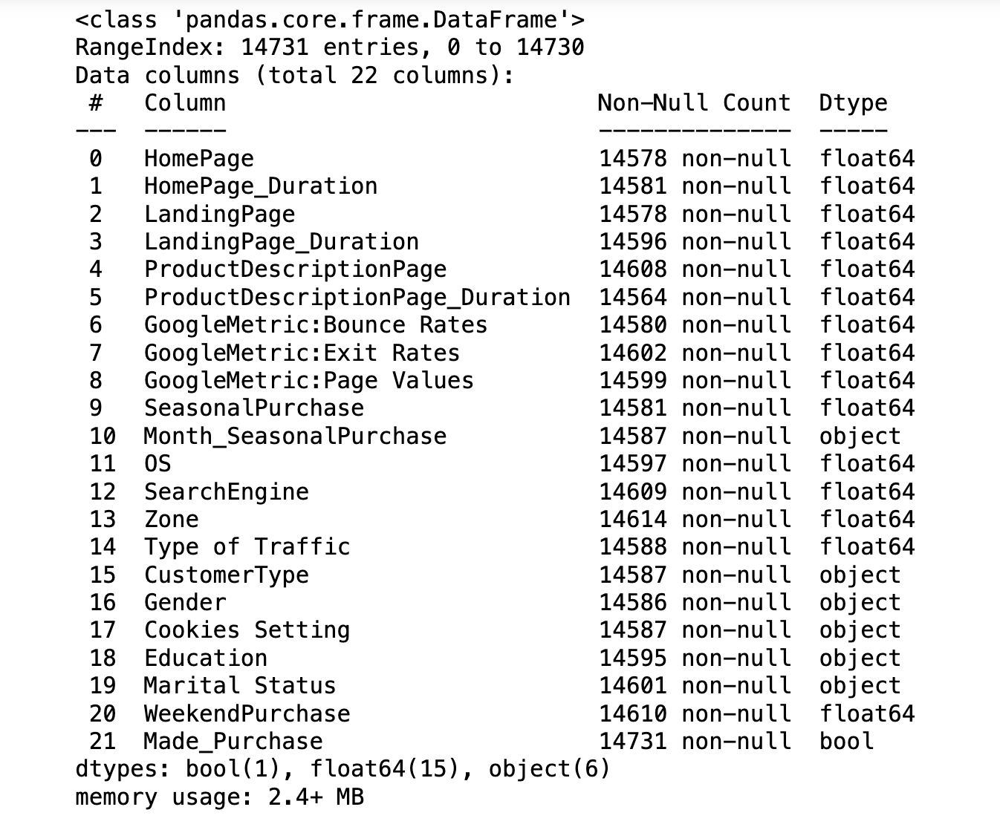 <class 'pandas.core.frame.DataFrame'>
RangeIndex: 14731 entries, 0 to 14730
Data columns (total 22 columns):
 #   Column                           Non-Null Count  Dtype
---  ------                           --------------  -----
 0   HomePage                         14578 non-null  float64
 1   HomePage_Duration                14581 non-null  float64
 2   LandingPage                      14578 non-null  float64
 3   LandingPage_Duration             14596 non-null  float64
 4   ProductDescriptionPage           14608 non-null  float64
 5   ProductDescriptionPage_Duration  14564 non-null  float64
 6   GoogleMetric:Bounce Rates        14580 non-null  float64
 7   GoogleMetric:Exit Rates          14602 non-null  float64
 8   GoogleMetric:Page Values         14599 non-null  float64
 9   SeasonalPurchase                 14581 non-null  float64
 10  Month_SeasonalPurchase           14587 non-null  object
 11  OS                               14597 non-null  float64
 12  SearchEngine                     14609 non-null  float64
 13  Zone                             14614 non-null  float64
 14  Type of Traffic                  14588 non-null  float64
 15  CustomerType                     14587 non-null  object
 16  Gender                           14586 non-null  object
 17  Cookies Setting                  14587 non-null  object
 18  Education                        14595 non-null  object
 19  Marital Status                   14601 non-null  object
 20  WeekendPurchase                  14610 non-null  float64
 21  Made_Purchase                    14731 non-null  bool
dtypes: bool(1), float64(15), object(6)
memory usage: 2.4+ MB